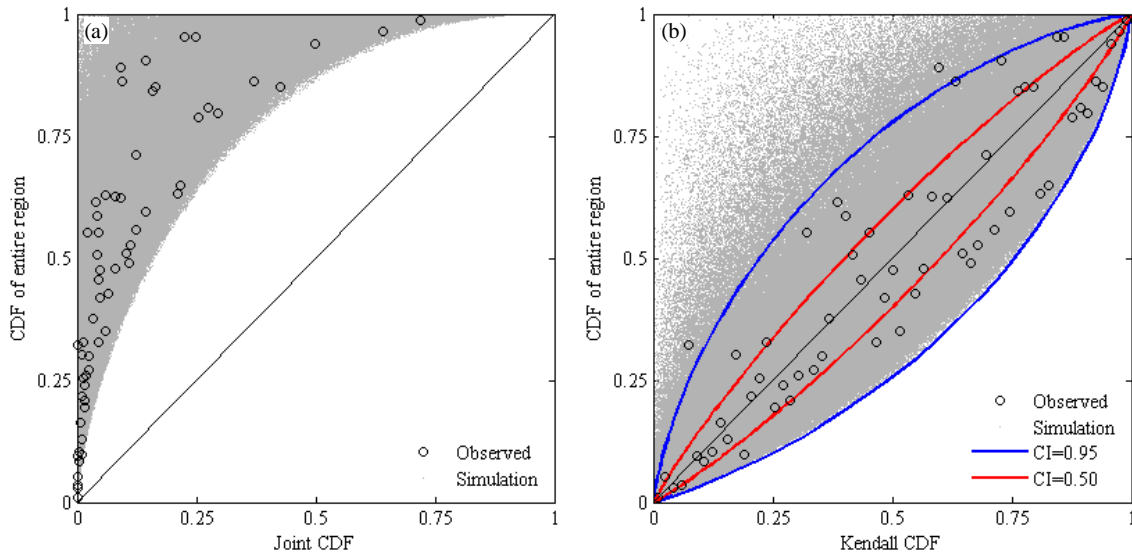 (a)
CDF of entire region
1
0.75
0.5
0.25
0
0
0.25
0.5
0.75
1
Joint CDF
Observed
Simulation
(b)
CDF of entire region
1
0.75
0.5
0.25
0
0
0.25
0.5
0.75
1
Kendall CDF
Observed
Simulation
CI=0.95
CI=0.50